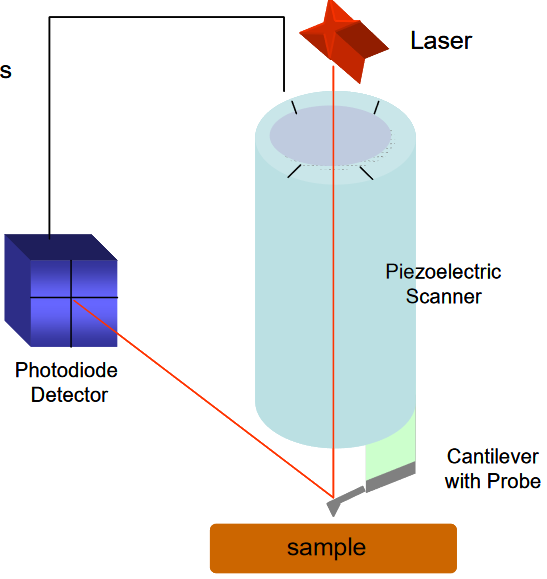 Laser
s
Piezoelectric
Scanner
Photodiode
Detector
Cantilever
with Probe
sample